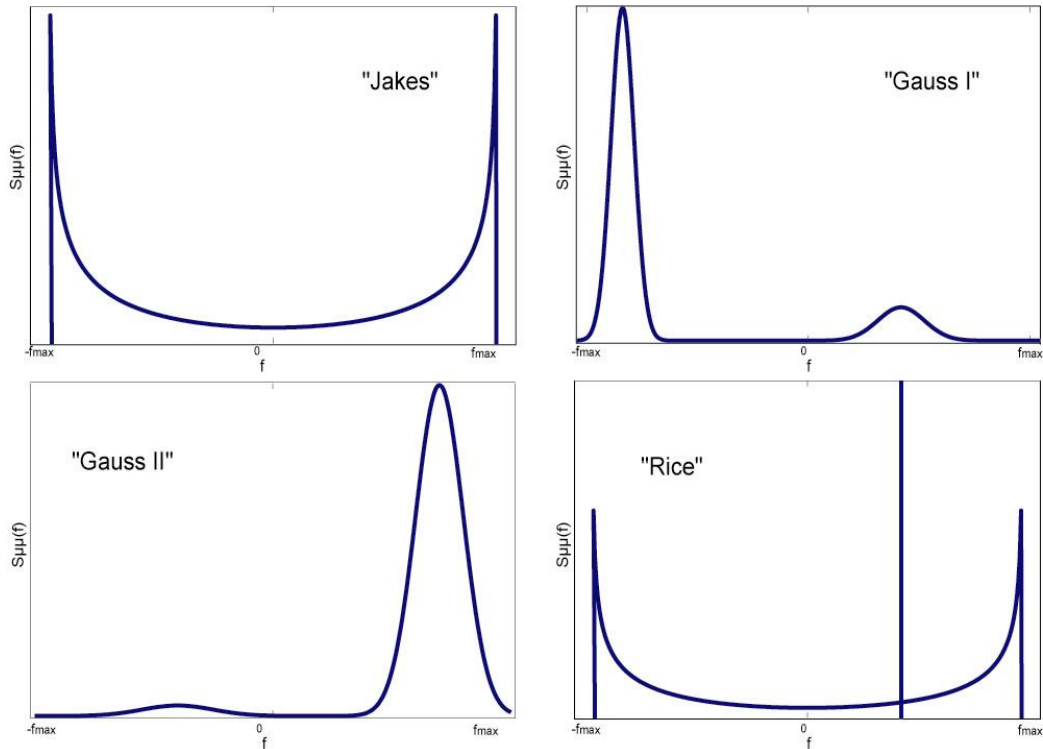 "Jakes"
Sμμ(f)
-fmax 0 fmax
f
"Gauss I"
Sμμ(f)
-fmax 0 fmax
f
"Gauss II"
Sμμ(f)
-fmax 0 fmax
f
"Rice"
Sμμ(f)
-fmax 0 fmax
f